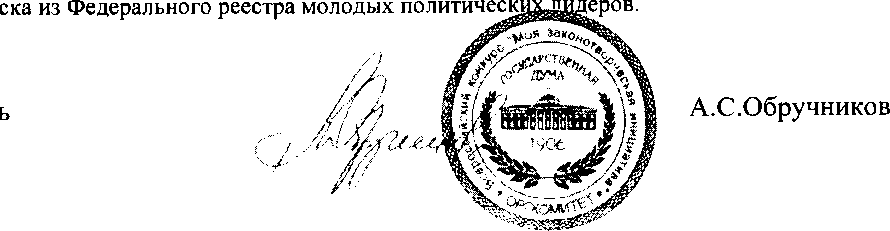 ска из Федерального реестра молодых политических лидеров.
ь
А.С.Обручников
Всероссийский конкурс "Моя законотворческая инициатива"
ГОСУДАРСТВЕННАЯ
ДУМА
1906
ОРГКОМИТЕТ